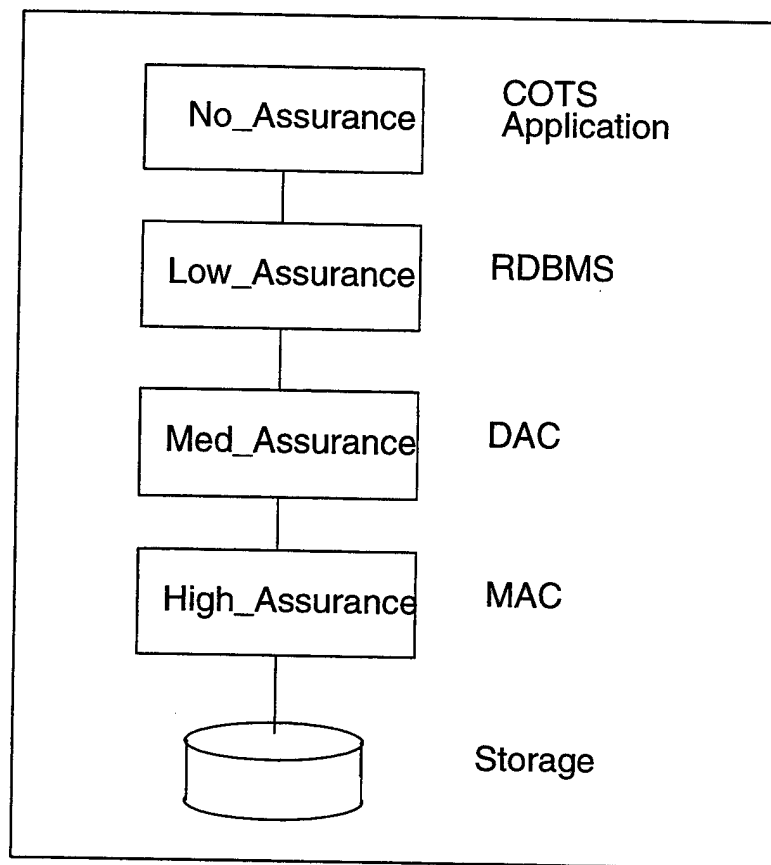 No_Assurance
COTS
Application
Low_Assurance
RDBMS
Med_Assurance
DAC
High_Assurance
MAC
Storage